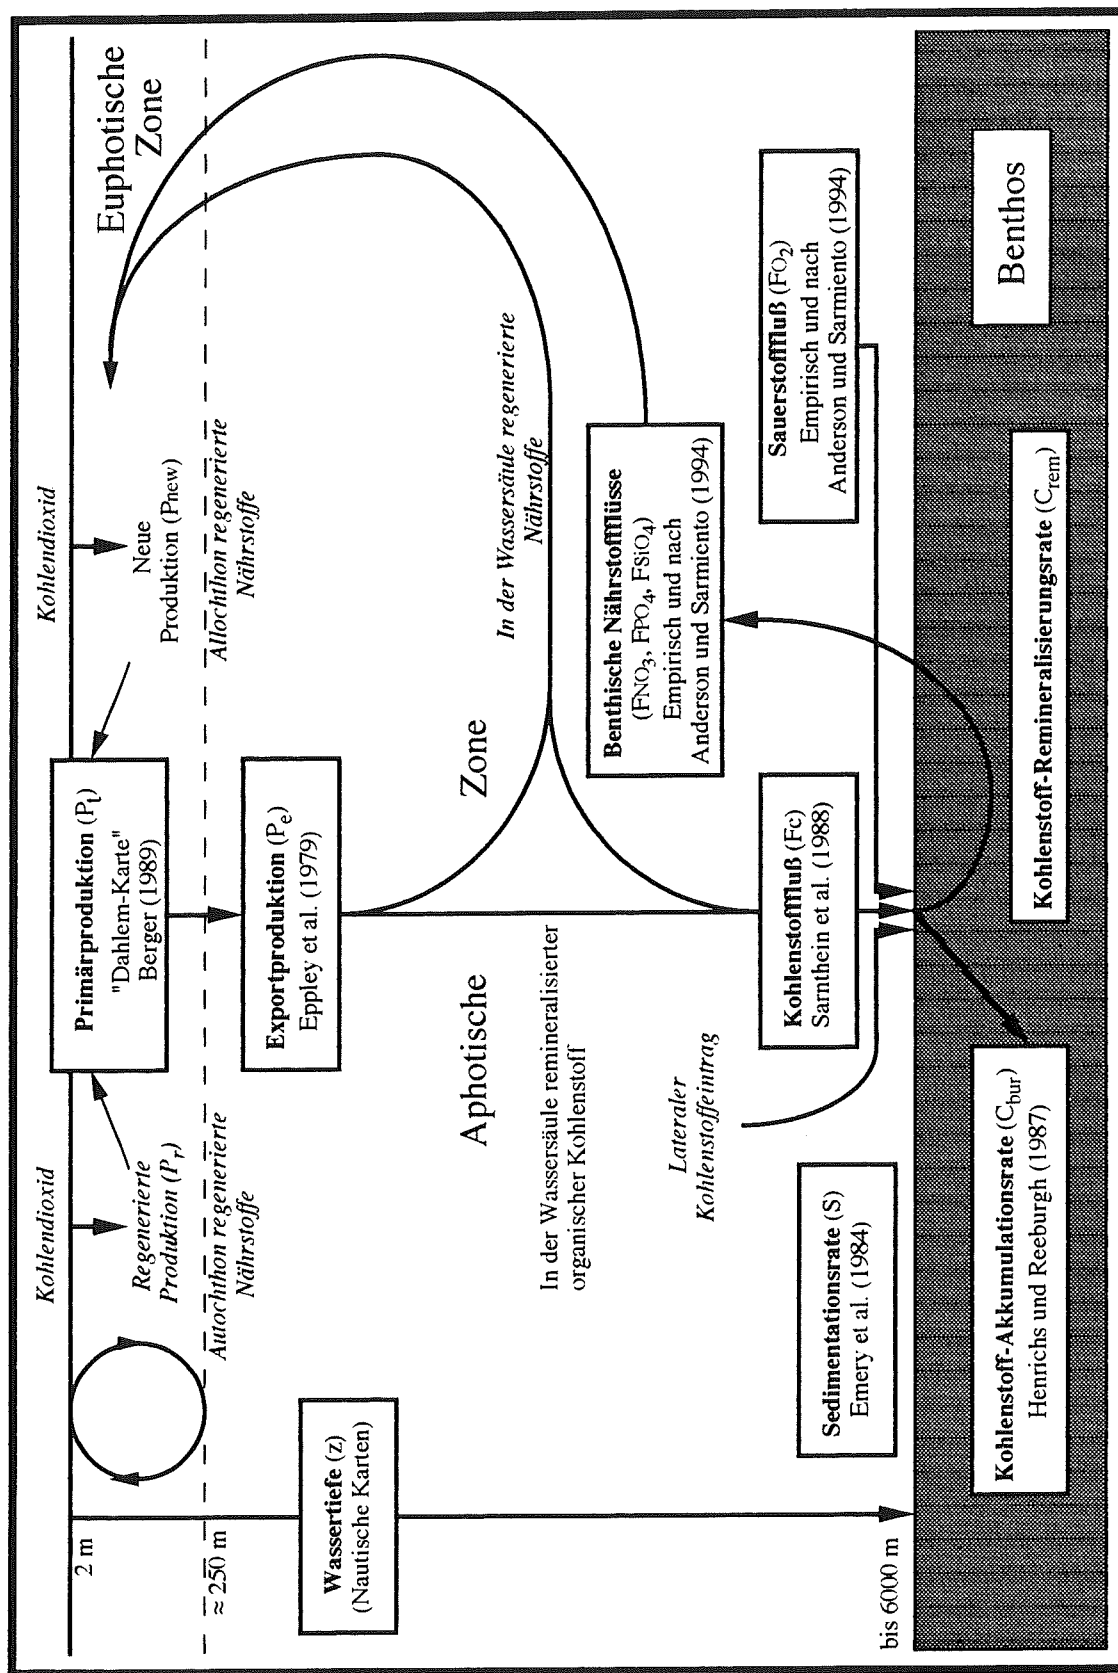 Kohlendioxid
Kohlendioxid
2 m
Regenerierte
Produktion (Pr)
Primärproduktion (Pt)
"Dahlem-Karte"
Berger (1989)
Neue
Produktion (Pnew)
Euphotische
Zone
≈ 250 m
Autochthon regenerierte
Nährstoffe
Allochthon regenerierte
Nährstoffe
Wassertiefe (z)
(Nautische Karten)
Exportproduktion (Pe)
Eppley et al. (1979)
Aphotische
Zone
In der Wassersäule regenerierte
Nährstoffe
In der Wassersäule remineralisierter
organischer Kohlenstoff
Benthische Nährstoffflüsse
(FNO3, FPO4, FSiO4)
Empirisch und nach
Anderson und Sarmiento (1994)
Lateraler
Kohlenstoffeintrag
Sedimentationsrate (S)
Emery et al. (1984)
Kohlenstofffluß (Fc)
Sarnthein et al. (1988)
Sauerstofffluß (FO2)
Empirisch und nach
Anderson und Sarmiento (1994)
bis 6000 m
Kohlenstoff-Akkumulationsrate (Cbur)
Henrichs und Reeburgh (1987)
Kohlenstoff-Remineralisierungsrate (Crem)
Benthos